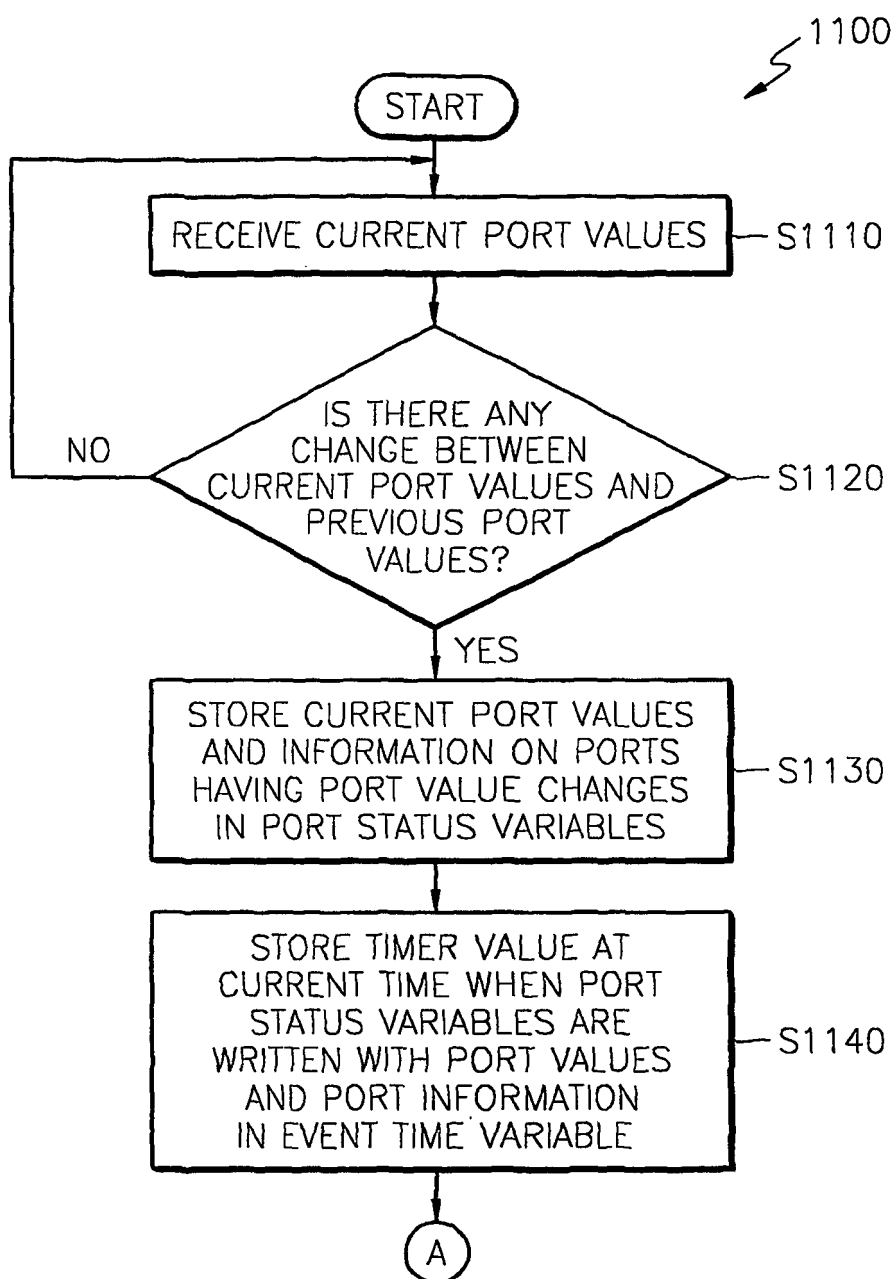 1100
START
RECEIVE CURRENT PORT VALUES
S1110
IS THERE ANY
CHANGE BETWEEN
CURRENT PORT VALUES AND
PREVIOUS PORT
VALUES?
NO
S1120
YES
STORE CURRENT PORT VALUES
AND INFORMATION ON PORTS
HAVING PORT VALUE CHANGES
IN PORT STATUS VARIABLES
S1130
STORE TIMER VALUE AT
CURRENT TIME WHEN PORT
STATUS VARIABLES ARE
WRITTEN WITH PORT VALUES
AND PORT INFORMATION
IN EVENT TIME VARIABLE
S1140
A